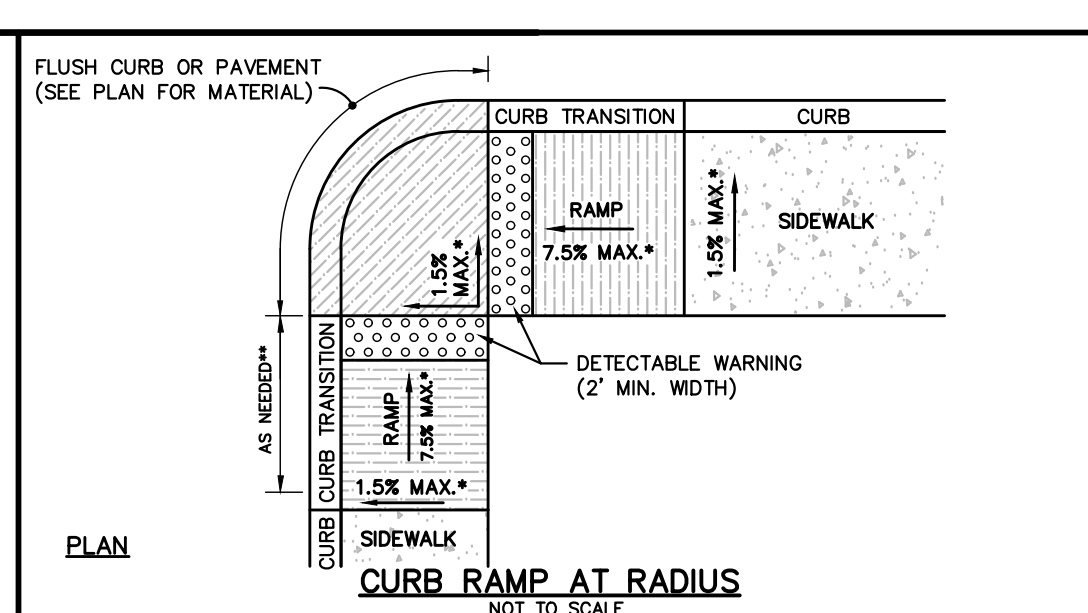 FLUSH CURB OR PAVEMENT
(SEE PLAN FOR MATERIAL)
CURB TRANSITION
CURB
RAMP
7.5% MAX.*
1.5% MAX.*
SIDEWALK
1.5%
MAX.*
DETECTABLE WARNING
(2' MIN. WIDTH)
AS NEEDED**
CURB TRANSITION
RAMP
7.5% MAX.*
1.5% MAX.*
CURB
SIDEWALK
PLAN
CURB RAMP AT RADIUS
NOT TO SCALE